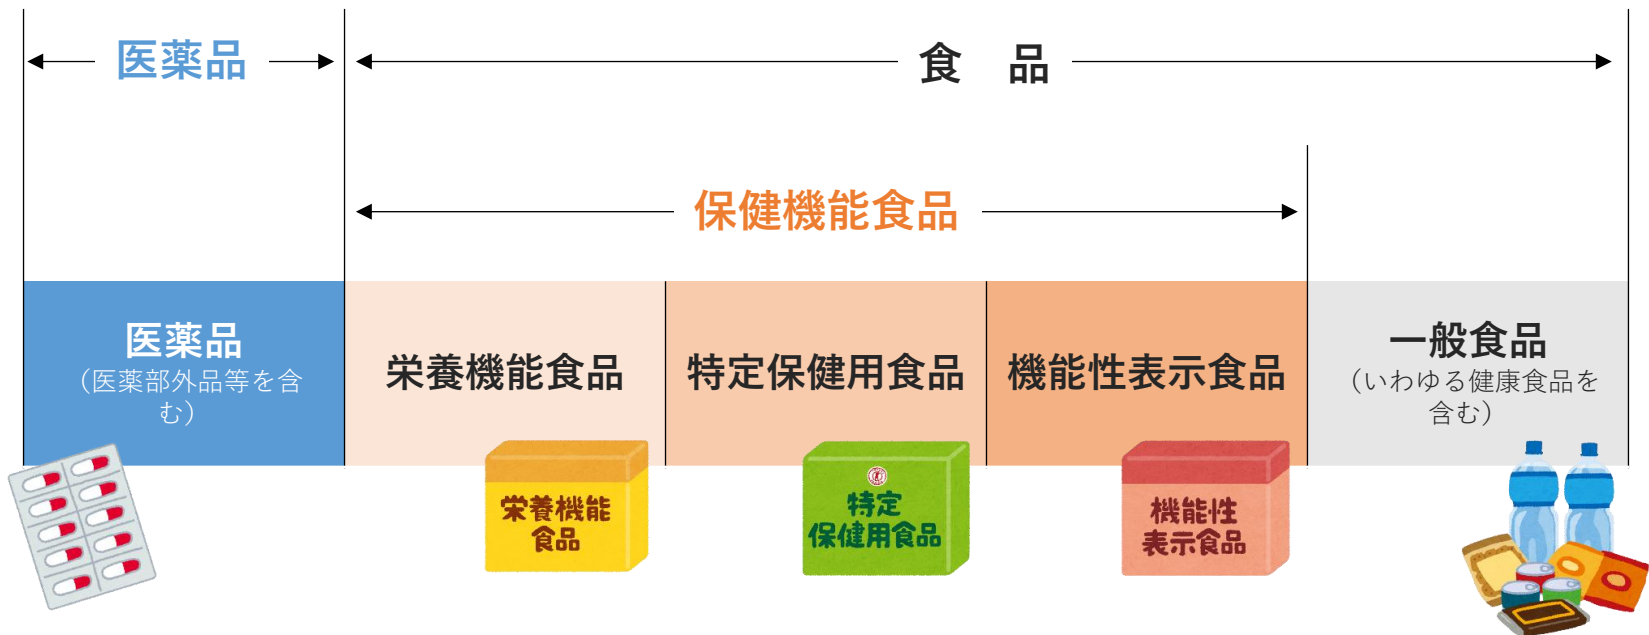 医薬品
食　品
保健機能食品
医薬品
（医薬部外品等を含
む）
栄養機能食品
特定保健用食品
機能性表示食品
一般食品
（いわゆる健康食品を
含む）
栄養機能
食品
特定
保健用食品
機能性
表示食品